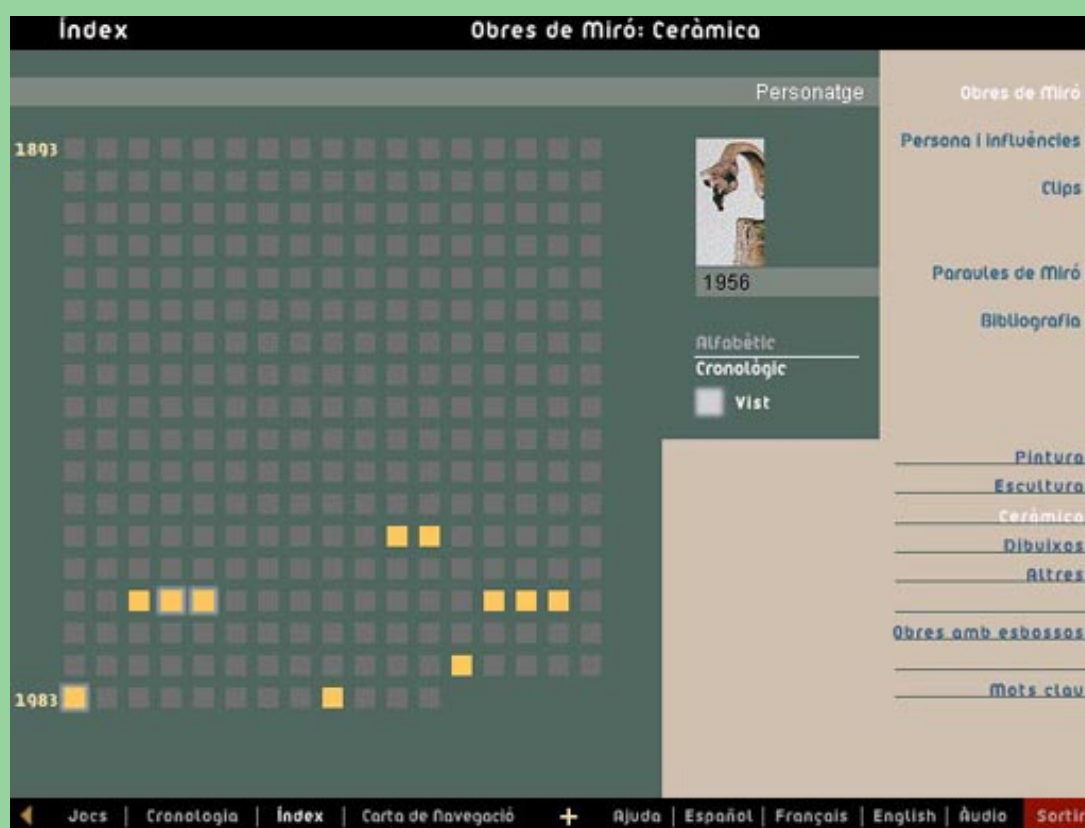 Índex
Obres de Miró: Ceràmica
Personatge
1893
1956
Alfabètic
Cronològic
Vist
1983
Obres de Miró
Persona i influències
Clips
Paraules de Miró
Bibliografia
Pintura
Escultura
Ceràmica
Dibuixos
Altres
Obres amb esbossos
Mots clau
Jocs | Cronologia | Índex | Carta de Navegació + Ajuda | Español | Français | English | Àudio Sortir